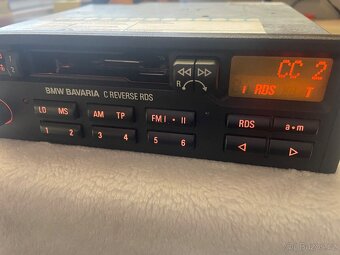 CC 2
R
RDS T
BMW BAVARIA C REVERSE RDS
LO MS AM TP FM I • II RDS a•m
1 2 3 4 5 6